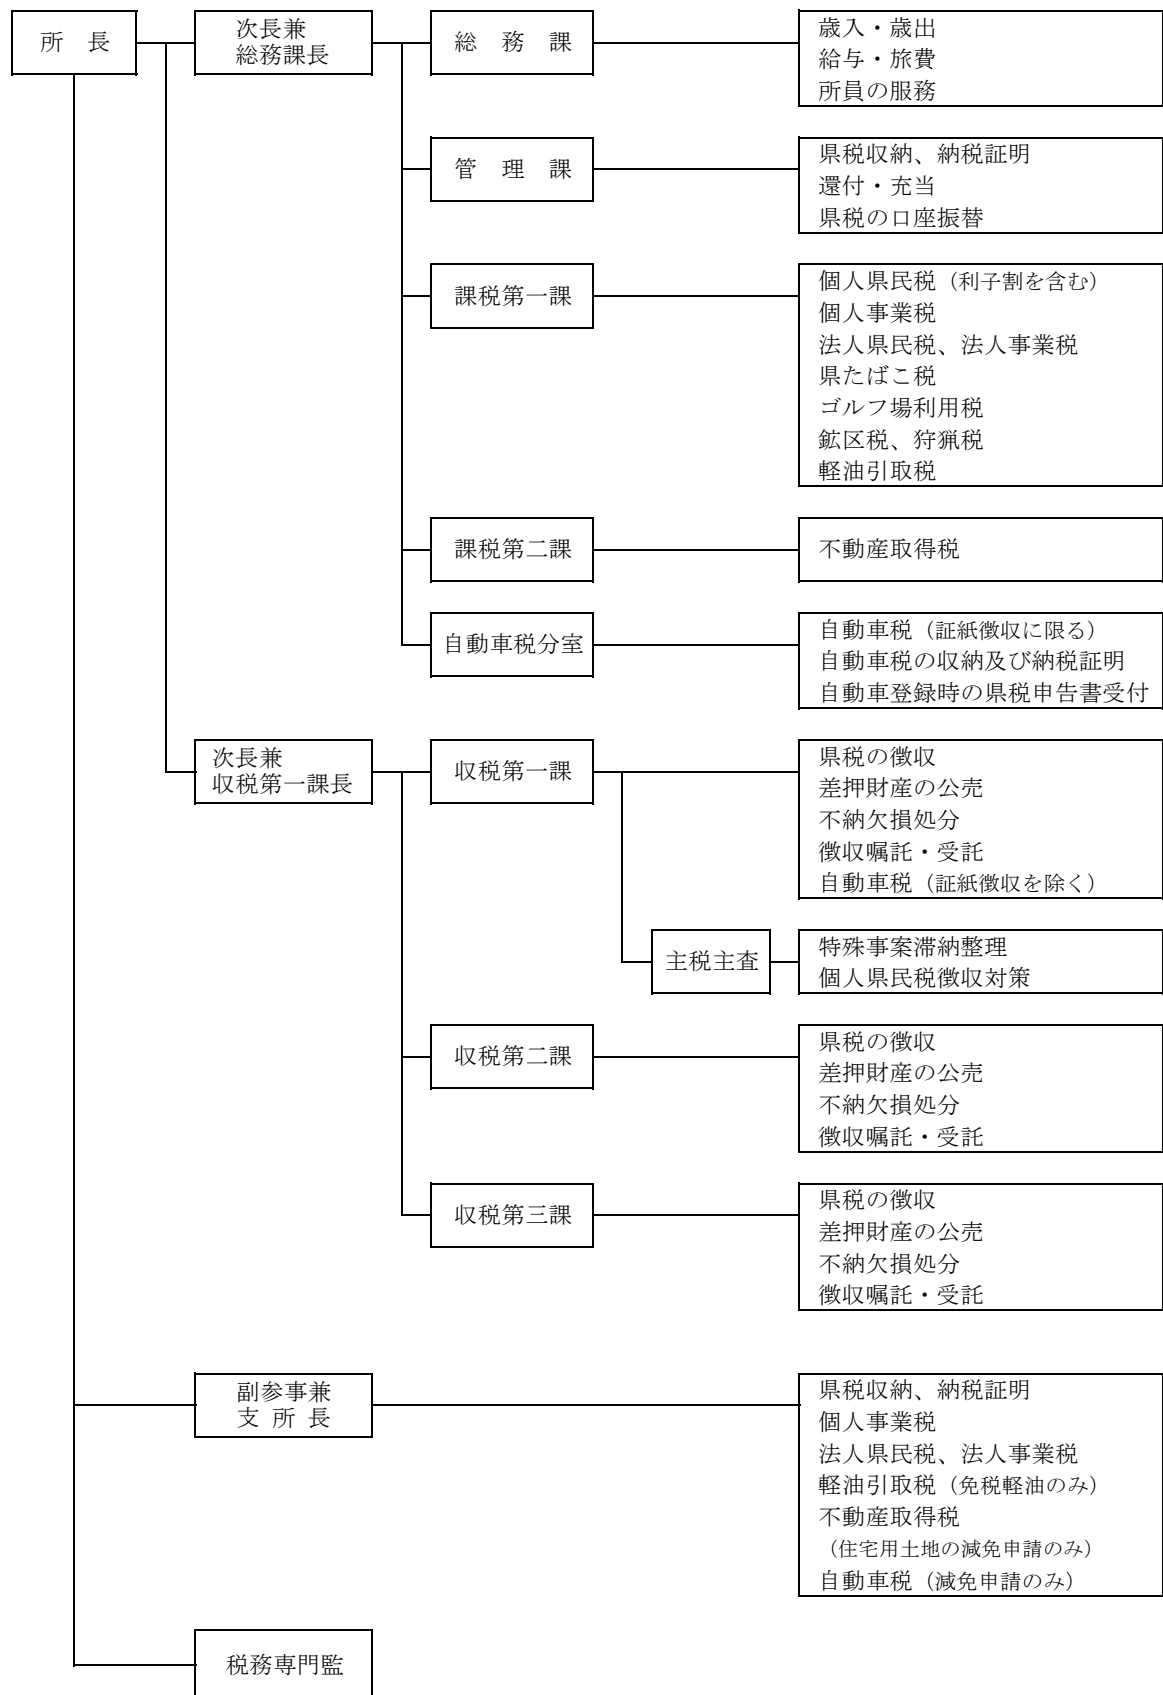 所　長
次長兼
総務課長
総　務　課
歳入・歳出
給与・旅費
所員の服務
管　理　課
県税収納、納税証明
還付・充当
県税の口座振替
課税第一課
個人県民税（利子割を含む）
個人事業税
法人県民税、法人事業税
県たばこ税
ゴルフ場利用税
鉱区税、狩猟税
軽油引取税
課税第二課
不動産取得税
自動車税分室
自動車税（証紙徴収に限る）
自動車税の収納及び納税証明
自動車登録時の県税申告書受付
次長兼
収税第一課長
収税第一課
県税の徴収
差押財産の公売
不納欠損処分
徴収嘱託・受託
自動車税（証紙徴収を除く）
主税主査
特殊事案滞納整理
個人県民税徴収対策
収税第二課
県税の徴収
差押財産の公売
不納欠損処分
徴収嘱託・受託
収税第三課
県税の徴収
差押財産の公売
不納欠損処分
徴収嘱託・受託
副参事兼
支 所 長
県税収納、納税証明
個人事業税
法人県民税、法人事業税
軽油引取税（免税軽油のみ）
不動産取得税
（住宅用土地の減免申請のみ）
自動車税（減免申請のみ）
税務専門監